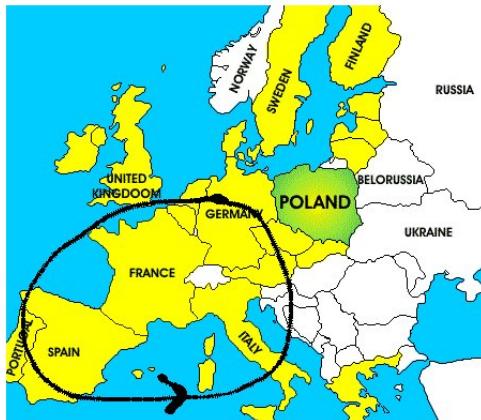 NORWAY
SWEDEN
FINLAND
RUSSIA
UNITED
KINGDOOM
BELORUSSIA
POLAND
GERMANY
UKRAINE
FRANCE
PORTUGAL
SPAIN
ITALY